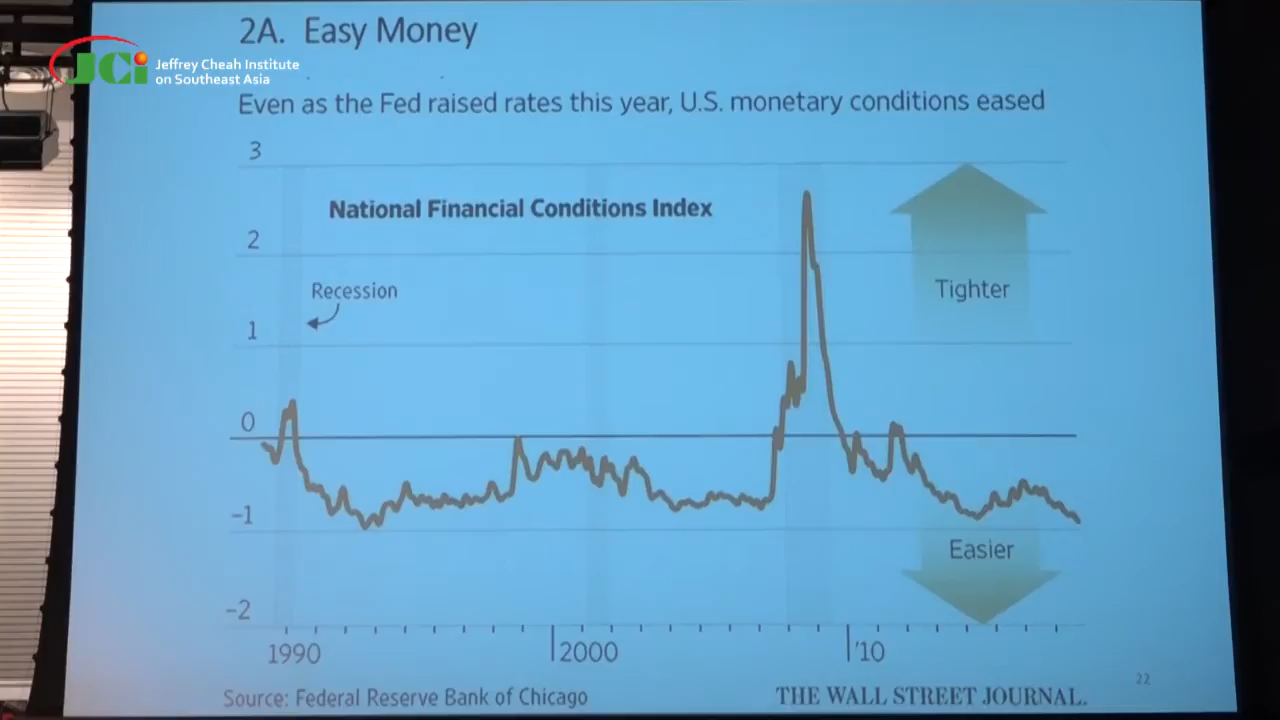 2A. Easy Money
JCi
Jeffrey Cheah Institute
on Southeast Asia
Even as the Fed raised rates this year, U.S. monetary conditions eased
3
National Financial Conditions Index
2
Recession
Tighter
1
0
-1
Easier
-2
1990
2000
'10
22
Source: Federal Reserve Bank of Chicago
THE WALL STREET JOURNAL.